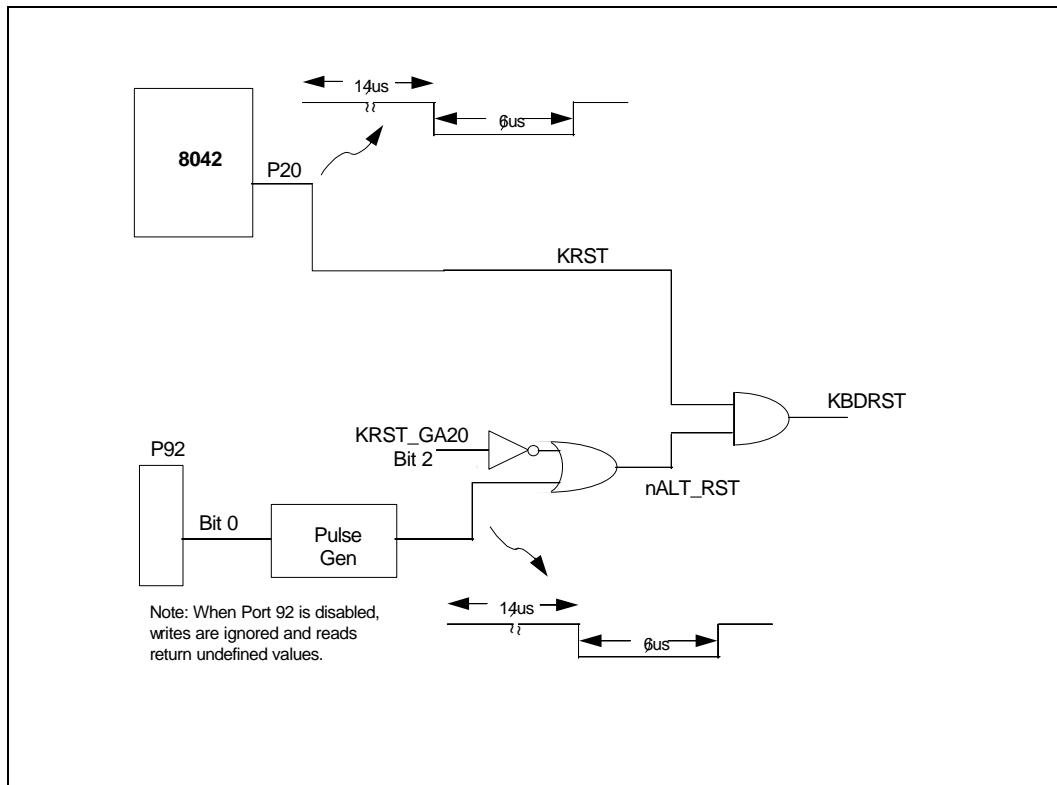 14us
6us
8042
P20
KRST
KBDRST
KRST_GA20
Bit 2
nALT_RST
P92
Bit 0
Pulse
Gen
14us
6us
Note: When Port 92 is disabled,
writes are ignored and reads
return undefined values.